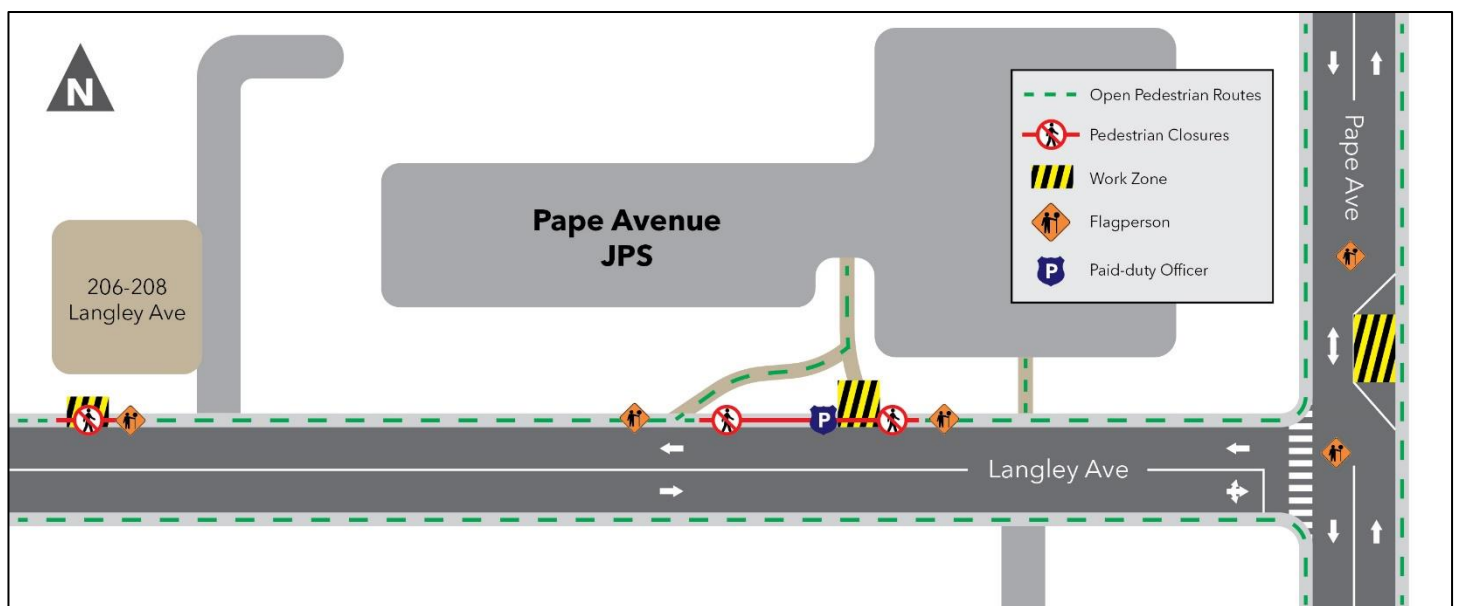 N
Open Pedestrian Routes
Pedestrian Closures
Work Zone
Flagperson
P
Paid-duty Officer
Pape Ave
Pape Avenue
JPS
206-208
Langley Ave
P
Langley Ave